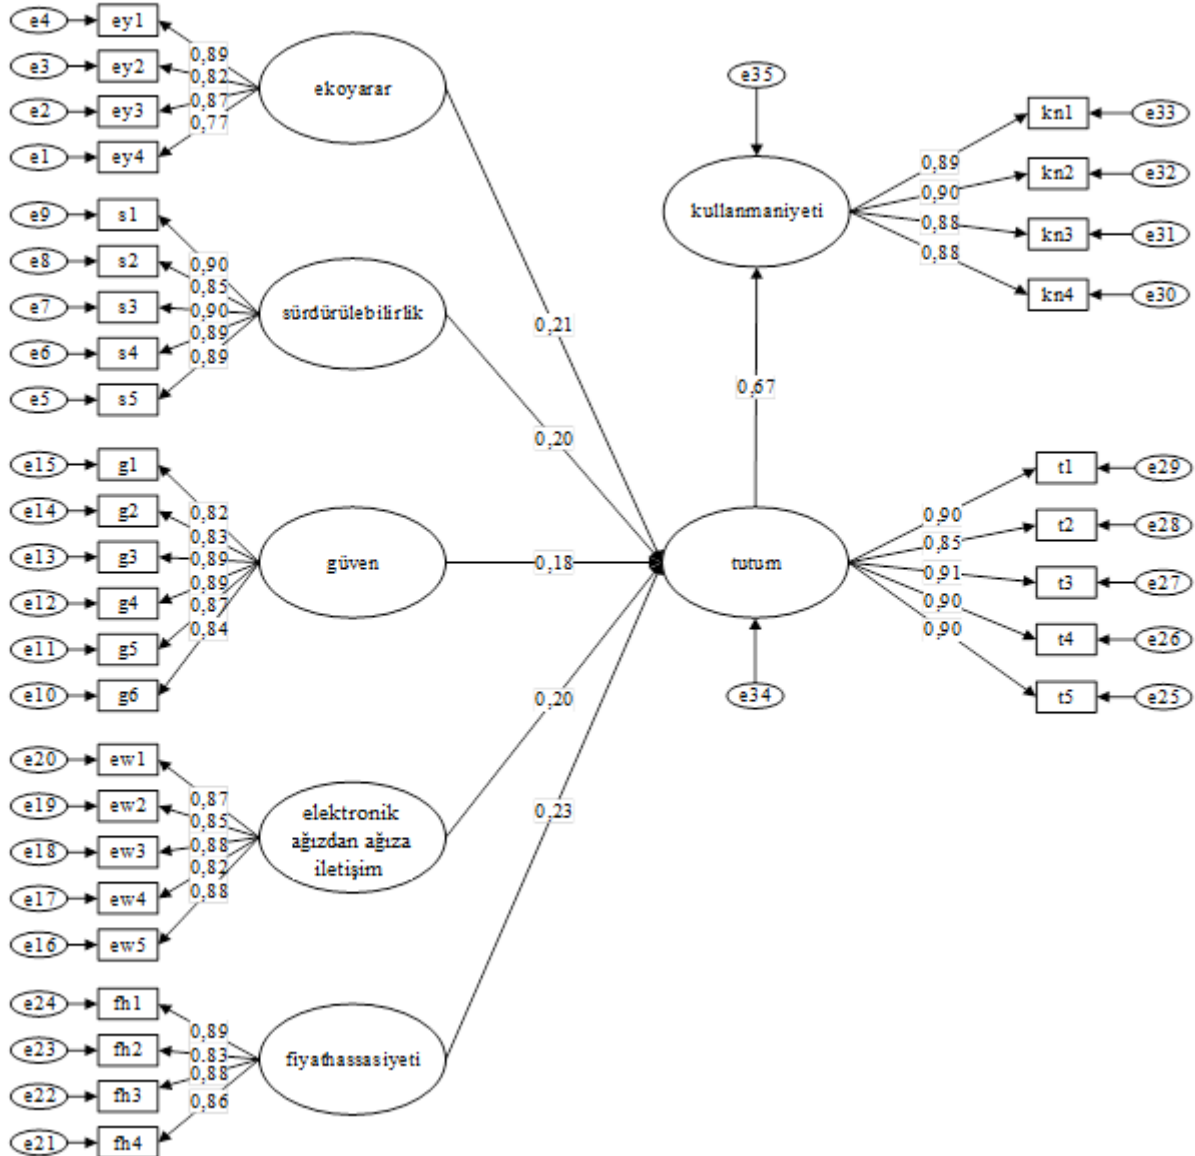 e4 ey1
0,89
e3 ey2
0,82
e2 ey3
0,87
e1 ey4
0,77
ekoyarar
e9 s1
0,90
e8 s2
0,85
e7 s3
0,90
e6 s4
0,89
e5 s5
0,89
sürdürülebilirlik
e15 g1
0,82
e14 g2
0,83
e13 g3
0,89
e12 g4
0,89
e11 g5
0,87
e10 g6
0,84
güven
e20 ew1
0,87
e19 ew2
0,85
e18 ew3
0,88
e17 ew4
0,82
e16 ew5
0,88
elektronik
ağızdan ağıza
iletişim
e24 fh1
0,89
e23 fh2
0,83
e22 fh3
0,88
e21 fh4
0,86
fiyathassasiyeti
0,21
0,20
0,18
0,20
0,23
e35
kullanmaniyeti
0,67
tutum
e34
0,89
kn1 e33
0,90
kn2 e32
0,88
kn3 e31
0,88
kn4 e30
0,90
t1 e29
0,85
t2 e28
0,91
t3 e27
0,90
t4 e26
0,90
t5 e25